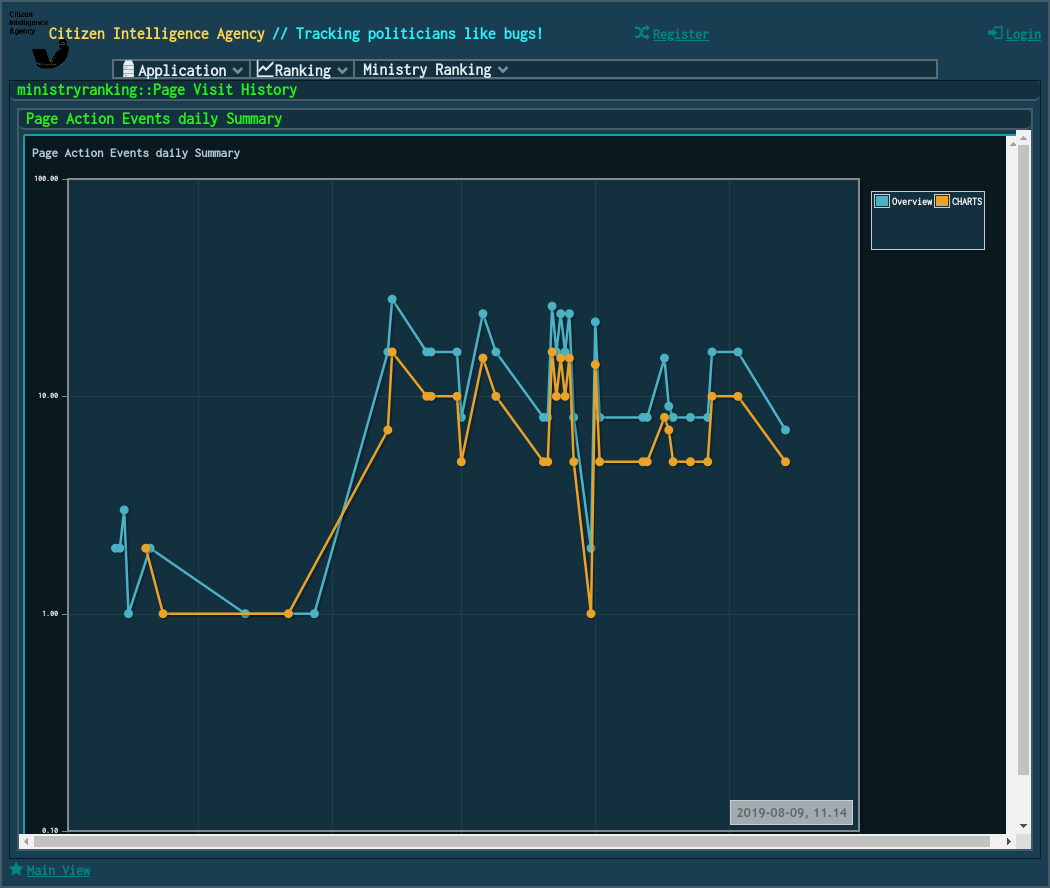 Citizen
Intelligence
Agency
Citizen Intelligence Agency // Tracking politicians like bugs!
Register
Login
Application
Ranking
Ministry Ranking
ministryranking::Page Visit History
Page Action Events daily Summary
Page Action Events daily Summary
100.00
Overview
CHARTS
10.00
1.00
0.10
2019-08-09, 11.14
Main View